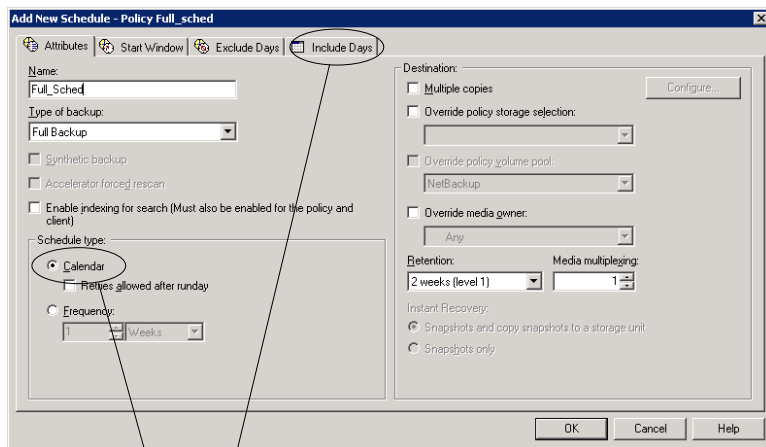 Add New Schedule - Policy Full_sched
Attributes
Start Window
Exclude Days
Include Days
Name:
Full_Sched
Type of backup:
Full Backup
Synthetic backup
Accelerator forced rescan
Enable indexing for search (Must also be enabled for the policy and
client)
Schedule type:
Calendar
Retries allowed after runday
Frequency:
1 Weeks
Destination:
Multiple copies
Configure...
Override policy storage selection:
Override policy volume pool:
NetBackup
Override media owner:
Any
Retention:
Media multiplexing:
2 weeks (level 1)
1
Instant Recovery:
Snapshots and copy snapshots to a storage unit
Snapshots only
OK
Cancel
Help